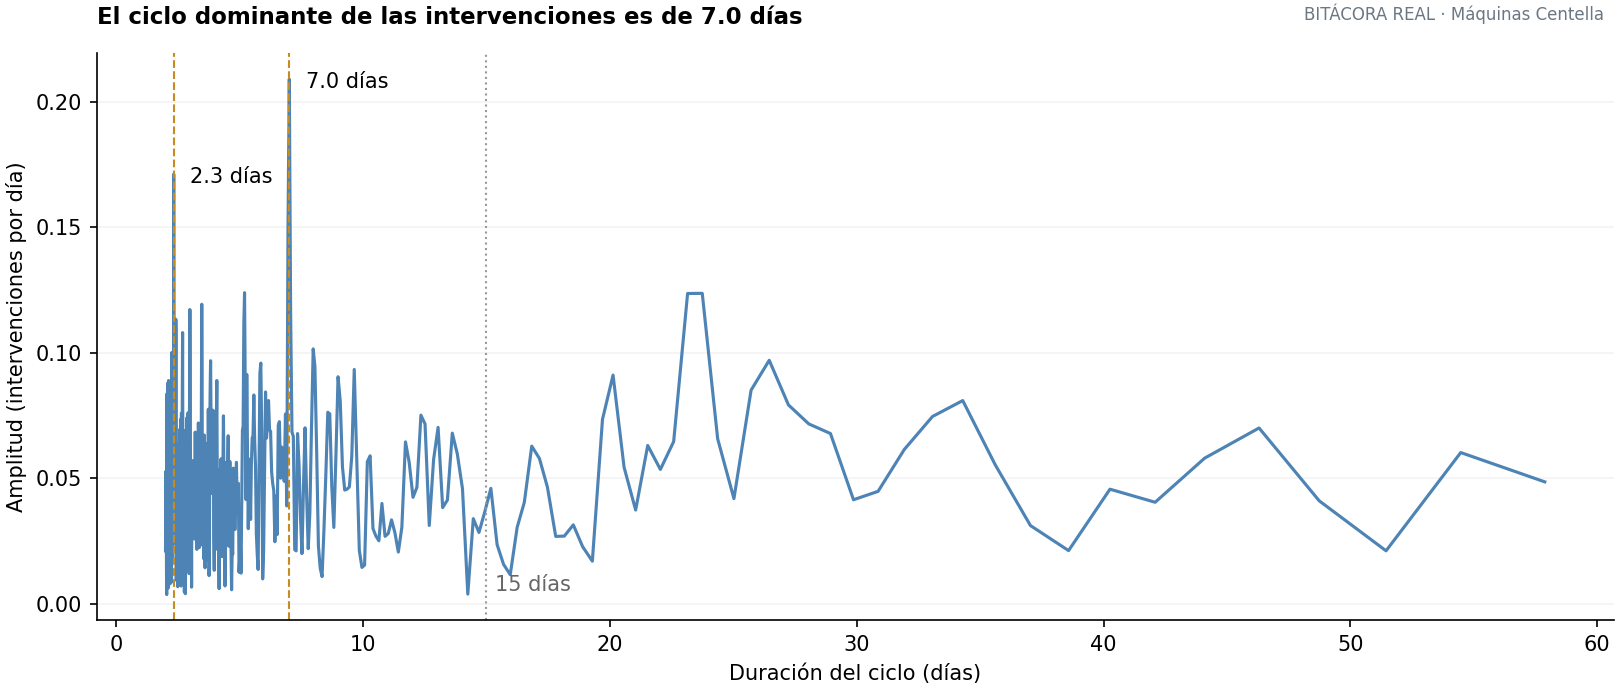 El ciclo dominante de las intervenciones es de 7.0 días
BITÁCORA REAL · Máquinas Centella
Amplitud (intervenciones por día)
0.20
0.15
0.10
0.05
0.00
7.0 días
2.3 días
15 días
0
10
20
30
40
50
60
Duración del ciclo (días)